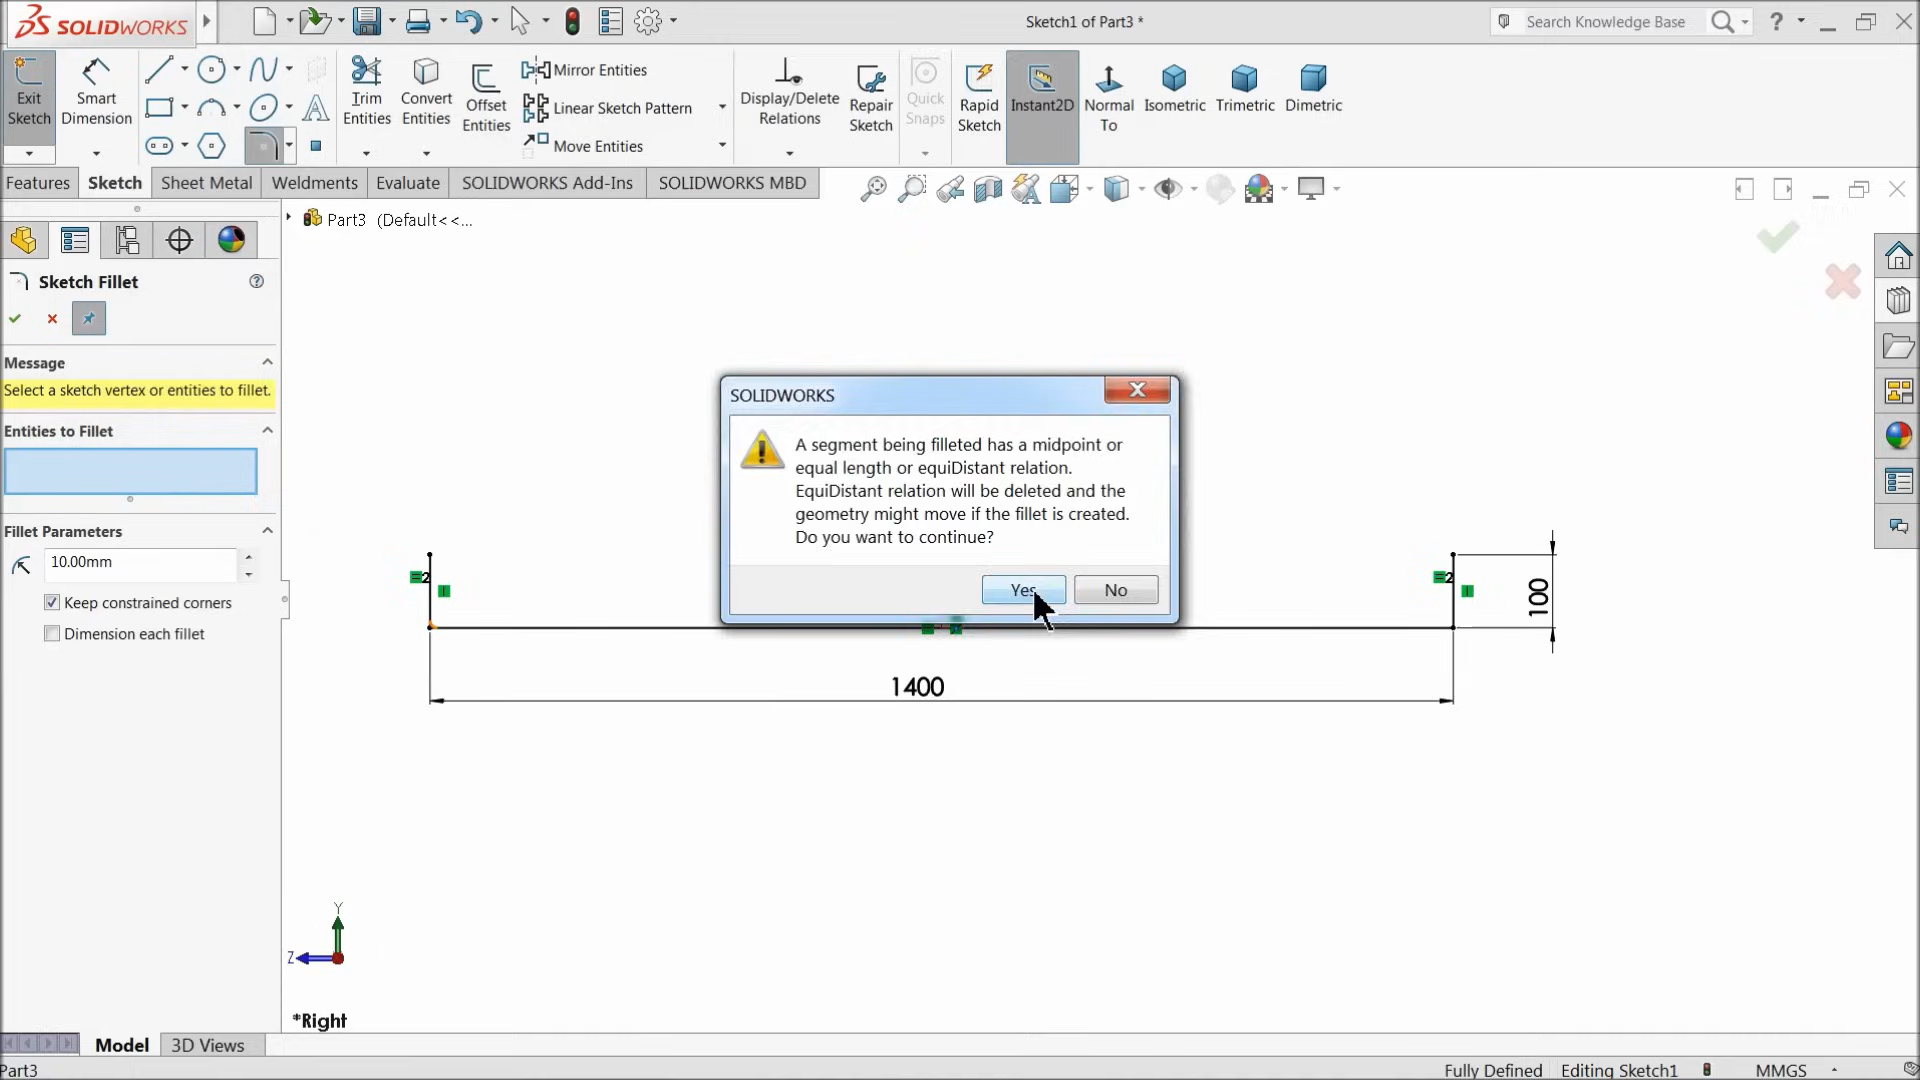 SOLIDWORKS
Sketch1 of Part3 *
Search Knowledge Base
?
Exit Sketch
Smart Dimension
Trim Entities
Convert Entities
Offset Entities
Mirror Entities
Linear Sketch Pattern
Move Entities
Display/Delete Relations
Repair Sketch
Quick Snaps
Rapid Sketch
Instant2D
Normal To
Isometric
Trimetric
Dimetric
Features
Sketch
Sheet Metal
Weldments
Evaluate
SOLIDWORKS Add-Ins
SOLIDWORKS MBD
Part3 (Default<<...
Sketch Fillet
?
Message
Select a sketch vertex or entities to fillet.
Entities to Fillet
Fillet Parameters
10.00mm
Keep constrained corners
Dimension each fillet
SOLIDWORKS
A segment being filleted has a midpoint or
equal length or equiDistant relation.
EquiDistant relation will be deleted and the
geometry might move if the fillet is created.
Do you want to continue?
Yes
No
2
2
100
1400
Y
Z
*Right
Model
3D Views
Part3
Fully Defined
Editing Sketch1
MMGS